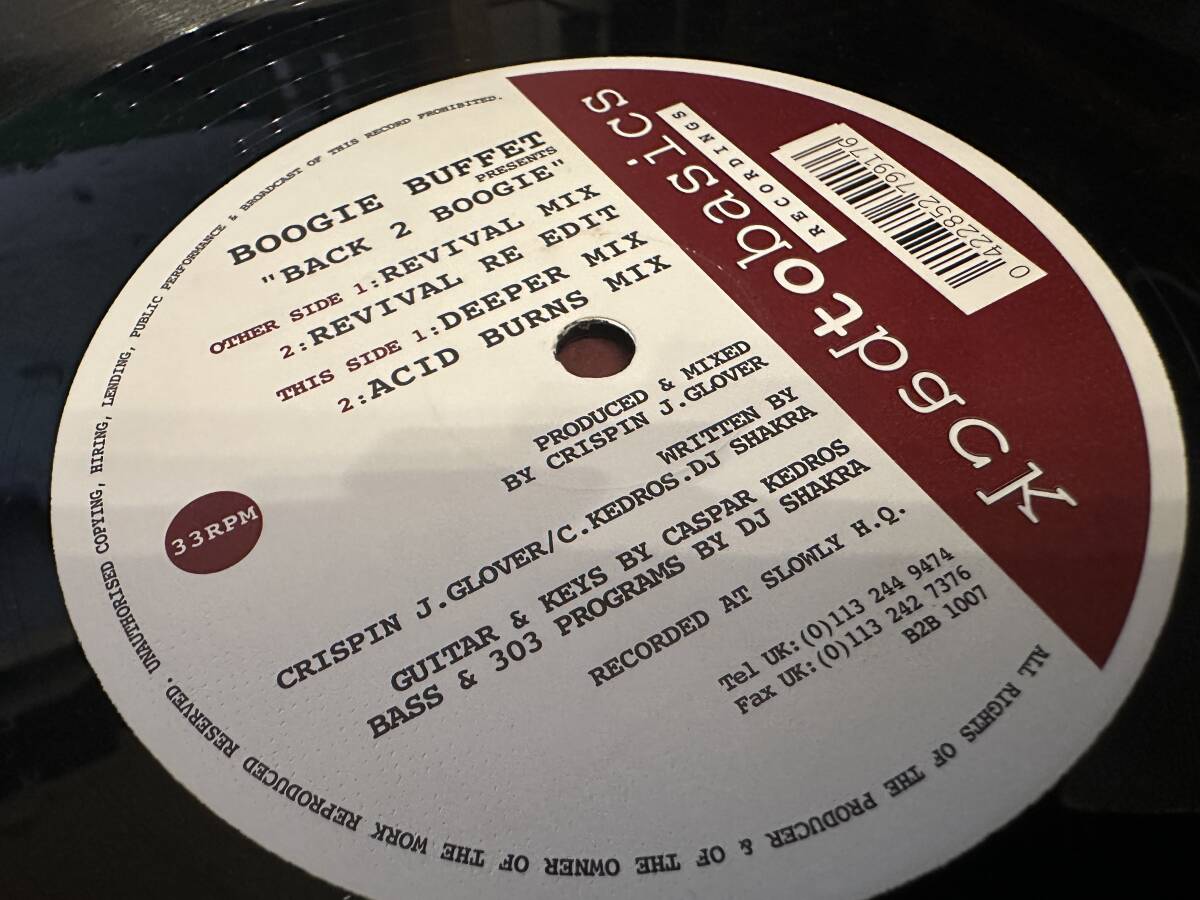 BOOGIE BUFFET
PRESENTS
"BACK 2 BOOGIE"
OTHER SIDE 1:REVIVAL MIX
2:REVIVAL RE EDIT
THIS SIDE 1:DEEPER MIX
2:ACID BURNS MIX
PRODUCED & MIXED
BY CRISPIN J.GLOVER
WRITTEN BY
CRISPIN J.GLOVER/C.KEDROS.DJ SHAKRA
GUITAR & KEYS BY CASPAR KEDROS
BASS & 303 PROGRAMS BY DJ SHAKRA
RECORDED AT SLOWLY H.Q.
Tel UK:(0)113 244 9474
Fax UK:(0)113 242 7376
B2B 1007
33RPM
backtobasics
RECORDINGS
0 422852 799176
ALL RIGHTS OF THE PRODUCER & OF THE OWNER OF THE WORK REPRODUCED RESERVED. UNAUTHORISED COPYING, HIRING, LENDING, PUBLIC PERFORMANCE & BRORDCAST OF THIS RECORD PROHIBITED.